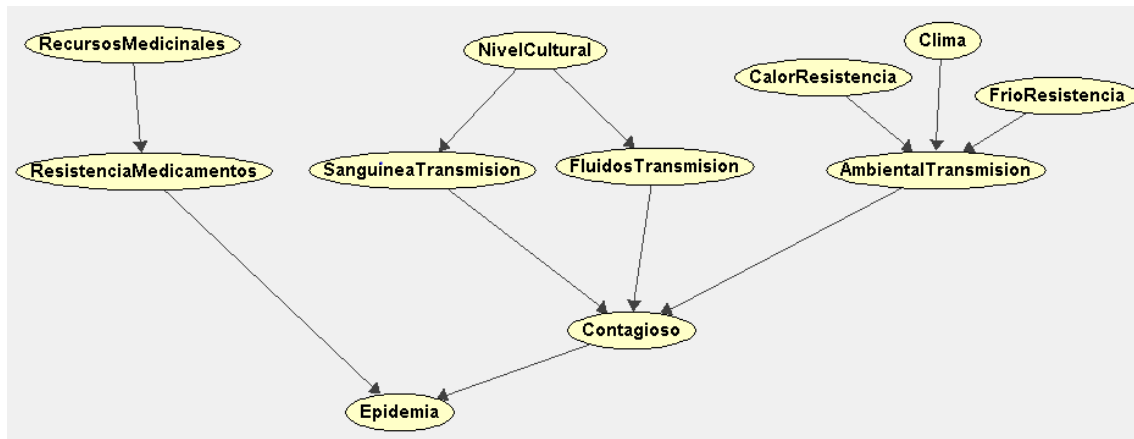 RecursosMedicinales
NivelCultural
Clima
CalorResistencia
FrioResistencia
ResistenciaMedicamentos
SanguineaTransmision
FluidosTransmision
AmbientalTransmision
Contagioso
Epidemia